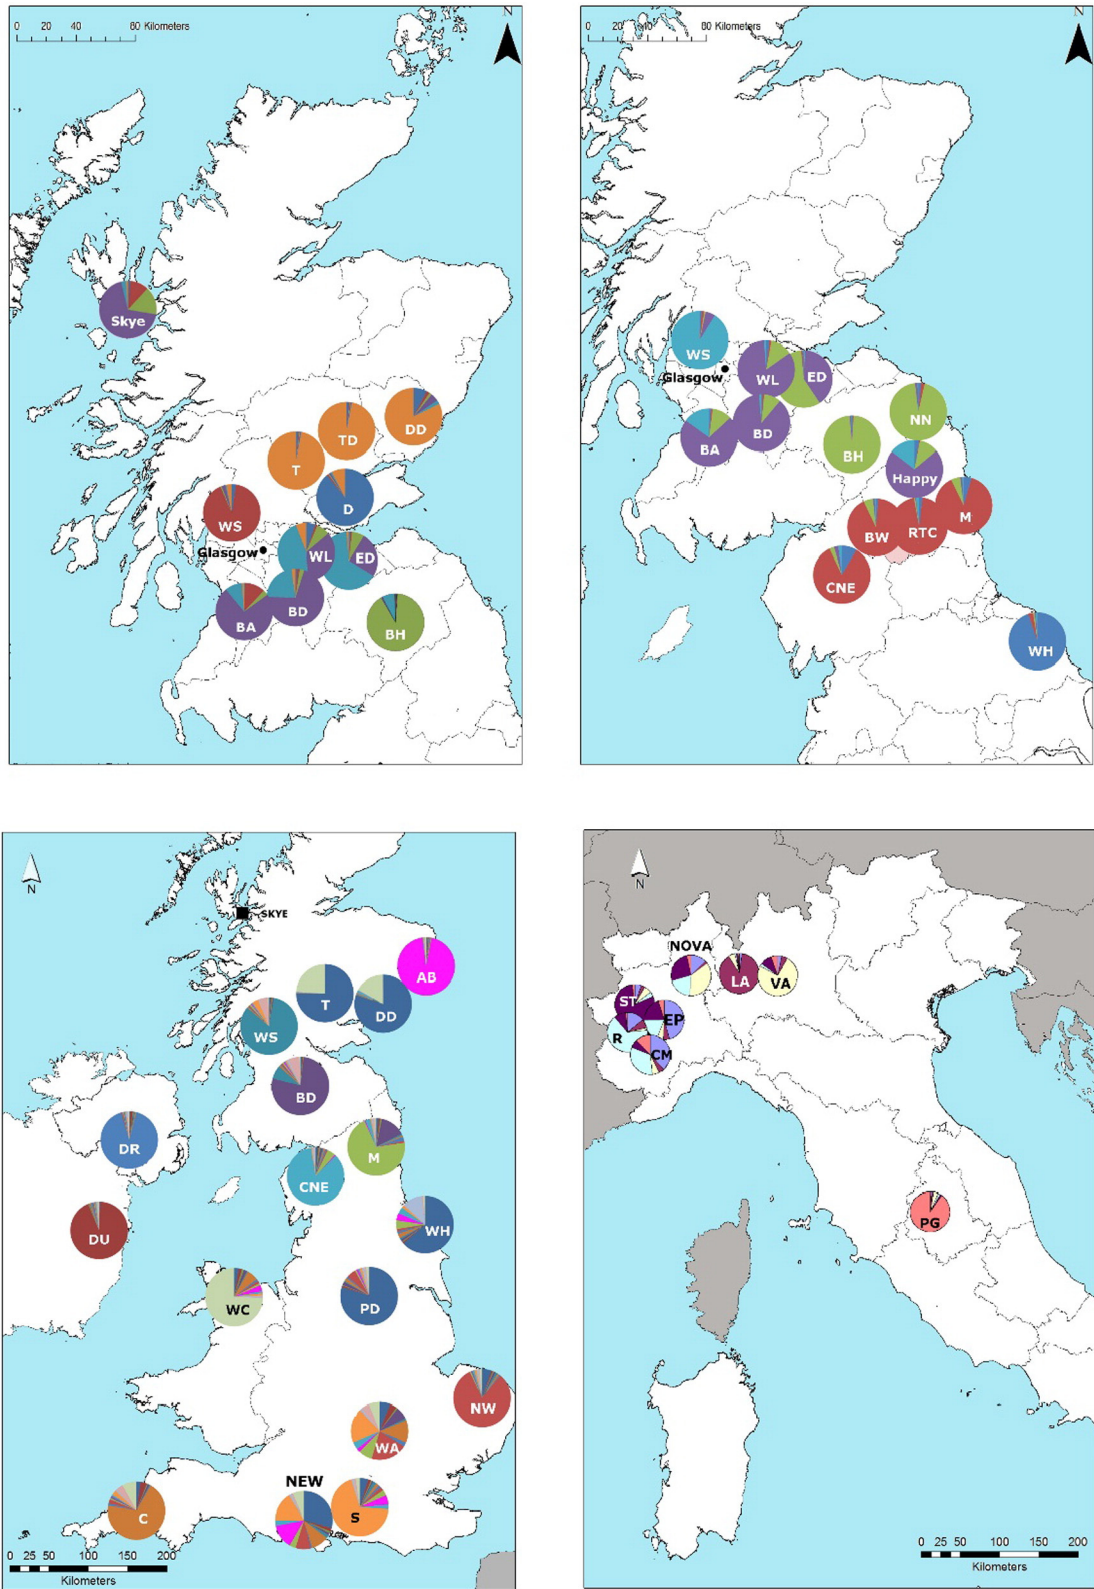 N
0 20 40 80 Kilometers
Skye
DD
TD
T
D
WS
Glasgow
WL
ED
BD
BA
BH
N
0 20 40 80 Kilometers
WS
Glasgow
WL
ED
NN
BD
BA
BH
Happy
M
BW
RTC
CNE
WH
N
SKYE
AB
T
DD
WS
BD
DR
M
CNE
DU
WH
WC
PD
NW
WA
NEW
C
S
0 25 50 100 150 200
Kilometers
N
NOVA
LA
VA
ST
EP
R
CM
PG
0 25 50 100 150 200
Kilometers